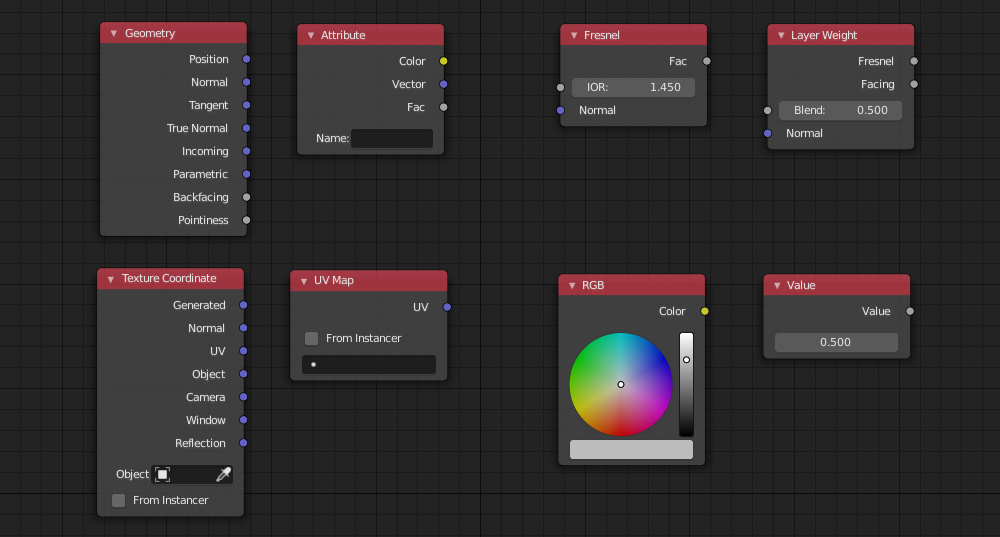 Geometry
Position
Normal
Tangent
True Normal
Incoming
Parametric
Backfacing
Pointiness
Attribute
Color
Vector
Fac
Name:
Fresnel
Fac
IOR: 1.450
Normal
Layer Weight
Fresnel
Facing
Blend: 0.500
Normal
Texture Coordinate
Generated
Normal
UV
Object
Camera
Window
Reflection
Object
From Instancer
UV Map
UV
From Instancer
RGB
Color
Value
Value
0.500